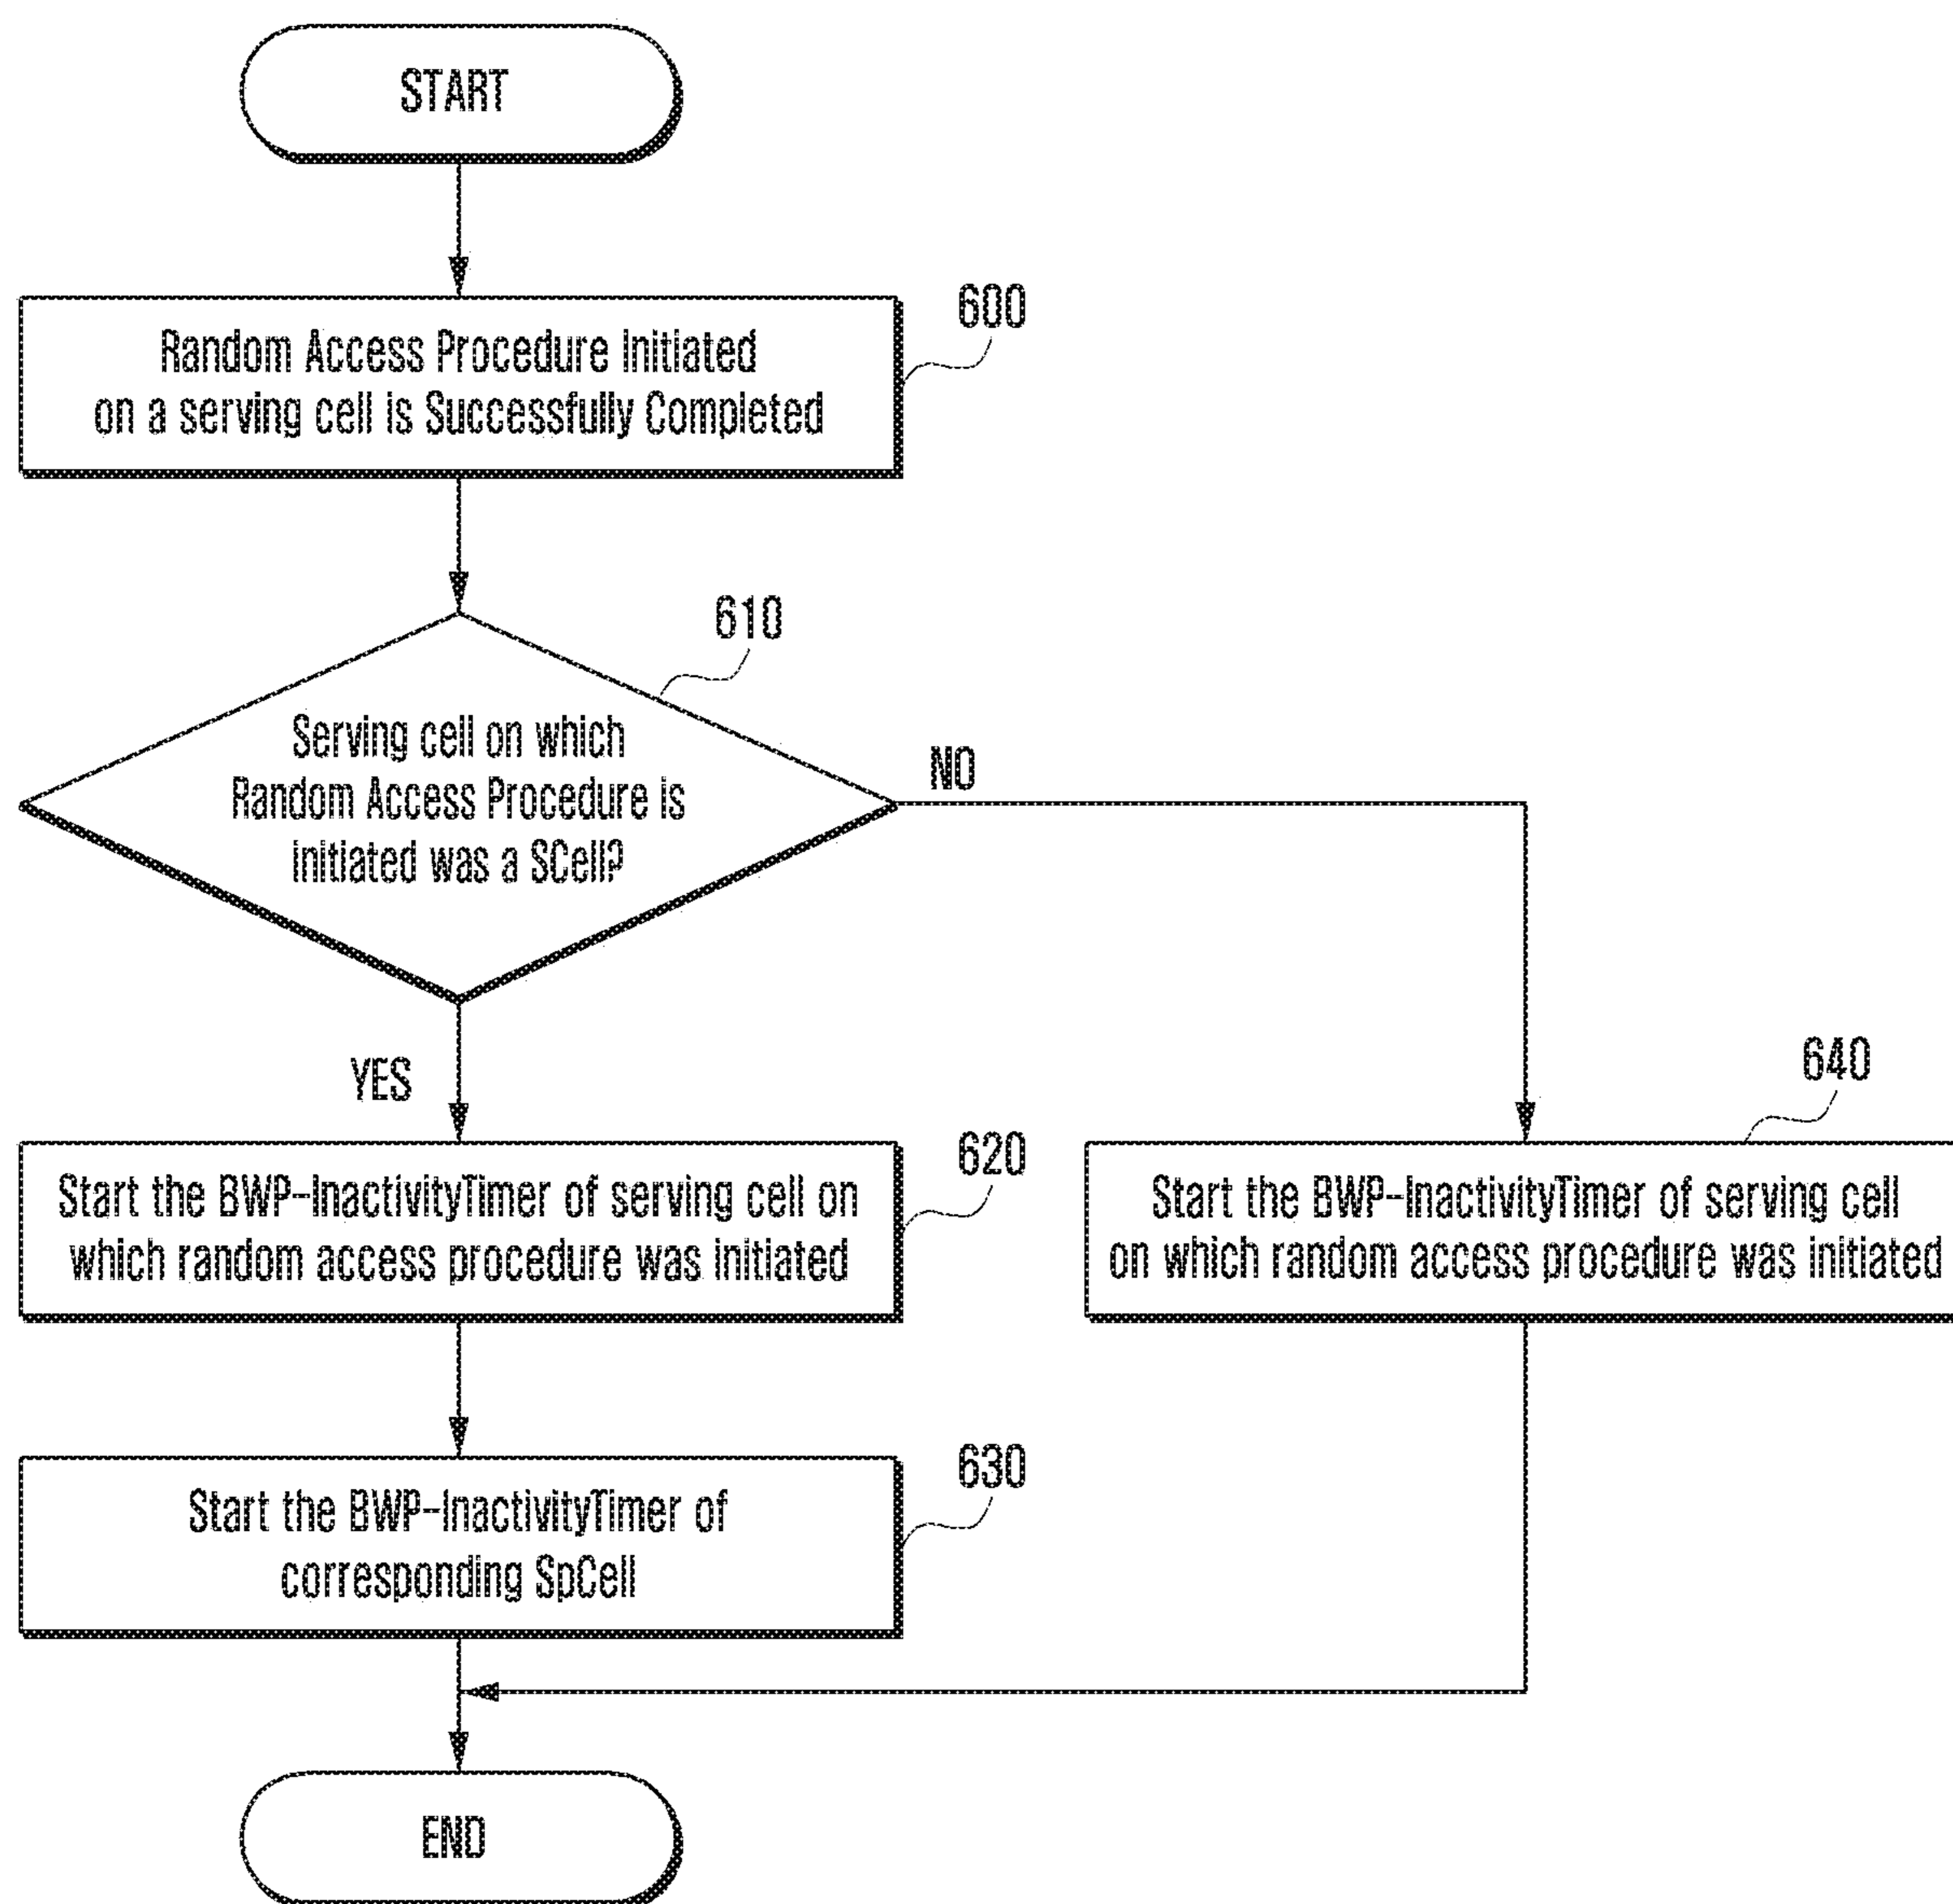 START
600
Random Access Procedure Initiated
on a serving cell is Successfully Completed
610
Serving cell on which
Random Access Procedure is
initiated was a SCell?
NO
YES
620
Start the BWP-InactivityTimer of serving cell on
which random access procedure was initiated
640
Start the BWP-InactivityTimer of serving cell
on which random access procedure was initiated
630
Start the BWP-InactivityTimer of
corresponding SpCell
END